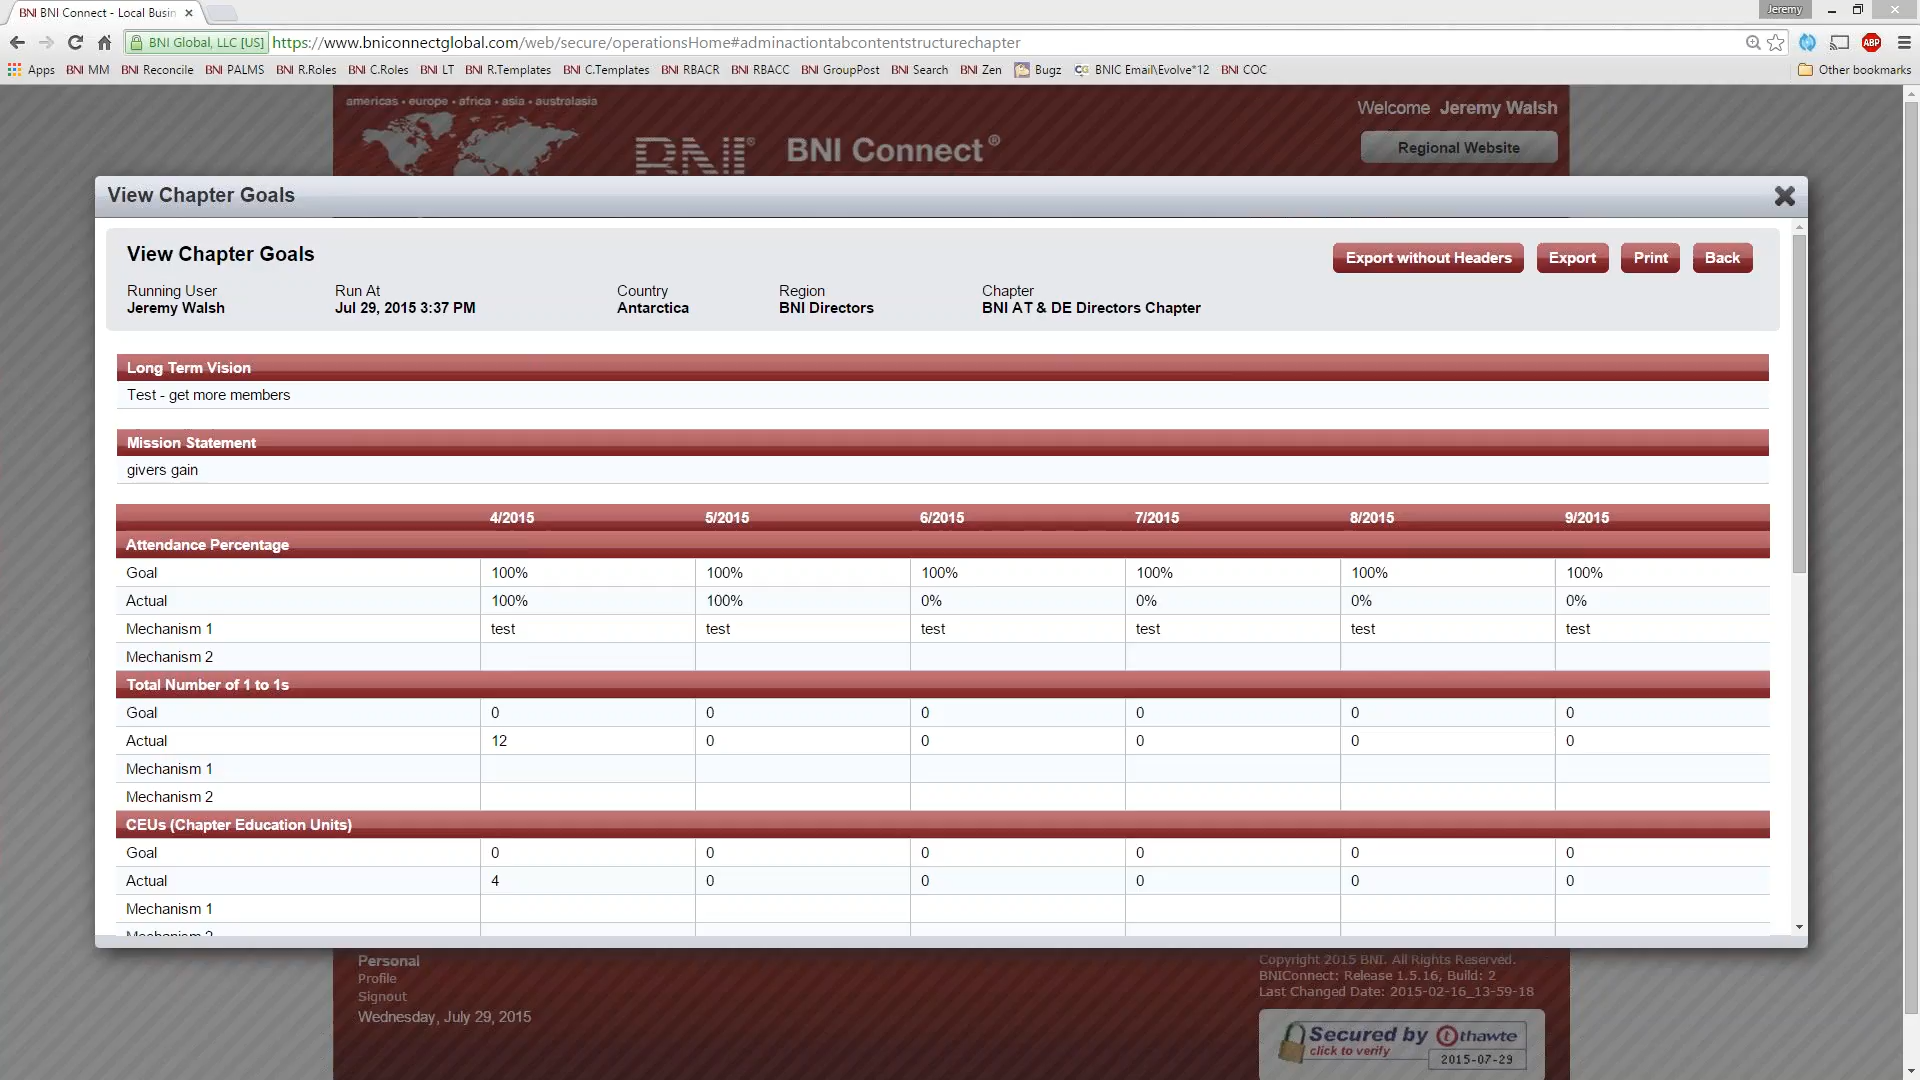 BNI BNI Connect - Local Busin
Jeremy
BNI Global, LLC [US] https://www.bniconnectglobal.com/web/secure/operationsHome#adminactiontabcontentstructurechapter
ABP
Apps BNI MM BNI Reconcile BNI PALMS BNI R.Roles BNI C.Roles BNI LT BNI R.Templates BNI C.Templates BNI RBACR BNI RBACC BNI GroupPost BNI Search BNI Zen Bugz BNIC Email\Evolve*12 BNI COC Other bookmarks
americas • europe • africa • asia • australasia
Welcome Jeremy Walsh
BNI® BNI Connect®
Regional Website
View Chapter Goals
View Chapter Goals
Export without Headers Export Print Back
Running User Run At Country Region Chapter
Jeremy Walsh Jul 29, 2015 3:37 PM Antarctica BNI Directors BNI AT & DE Directors Chapter
Long Term Vision
Test - get more members
Mission Statement
givers gain
4/2015 5/2015 6/2015 7/2015 8/2015 9/2015
Attendance Percentage
Goal 100% 100% 100% 100% 100% 100%
Actual 100% 100% 0% 0% 0% 0%
Mechanism 1 test test test test test test
Mechanism 2
Total Number of 1 to 1s
Goal 0 0 0 0 0 0
Actual 12 0 0 0 0 0
Mechanism 1
Mechanism 2
CEUs (Chapter Education Units)
Goal 0 0 0 0 0 0
Actual 4 0 0 0 0 0
Mechanism 1
Mechanism 2
Personal
Profile
Signout
Wednesday, July 29, 2015
Copyright 2015 BNI. All Rights Reserved.
BNIConnect: Release 1.5.16, Build: 2
Last Changed Date: 2015-02-16_13-59-18
Secured by thawte
click to verify
2015-07-29